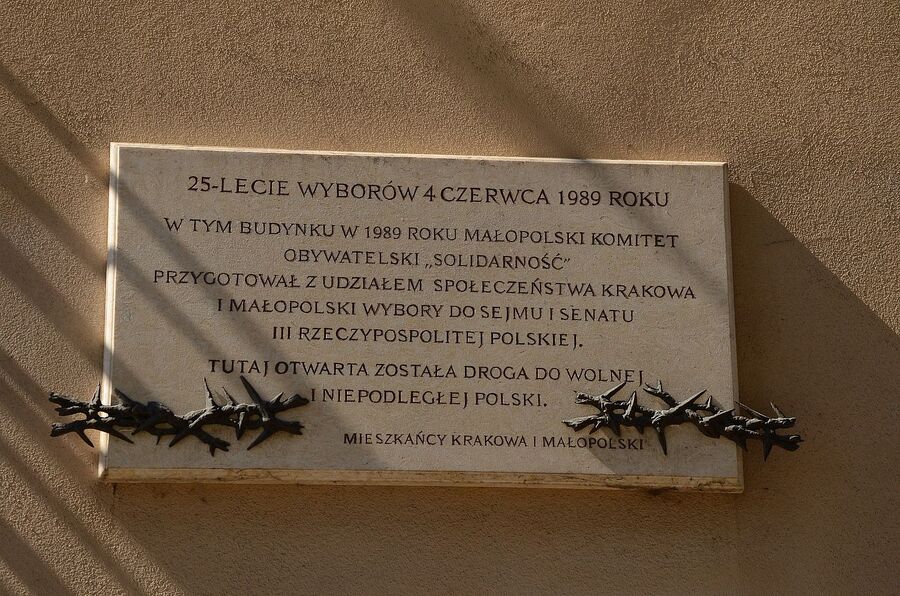 25-LECIE WYBORÓW 4 CZERWCA 1989 ROKU
W TYM BUDYNKU W 1989 ROKU MAŁOPOLSKI KOMITET
OBYWATELSKI „SOLIDARNOŚĆ”
PRZYGOTOWAŁ Z UDZIAŁEM SPOŁECZEŃSTWA KRAKOWA
I MAŁOPOLSKI WYBORY DO SEJMU I SENATU
III RZECZYPOSPOLITEJ POLSKIEJ.
TUTAJ OTWARTA ZOSTAŁA DROGA DO WOLNEJ
I NIEPODLEGŁEJ POLSKI.
MIESZKAŃCY KRAKOWA I MAŁOPOLSKI